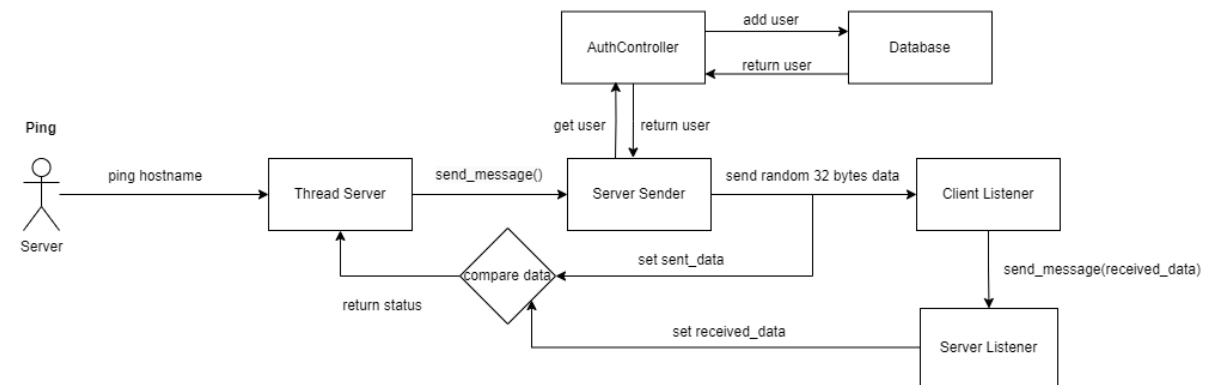 add user
AuthController
Database
return user
Ping
get user
return user
ping hostname
send_message()
send random 32 bytes data
Thread Server
Server Sender
Client Listener
Server
set sent_data
compare data
send_message(received_data)
return status
set received_data
Server Listener